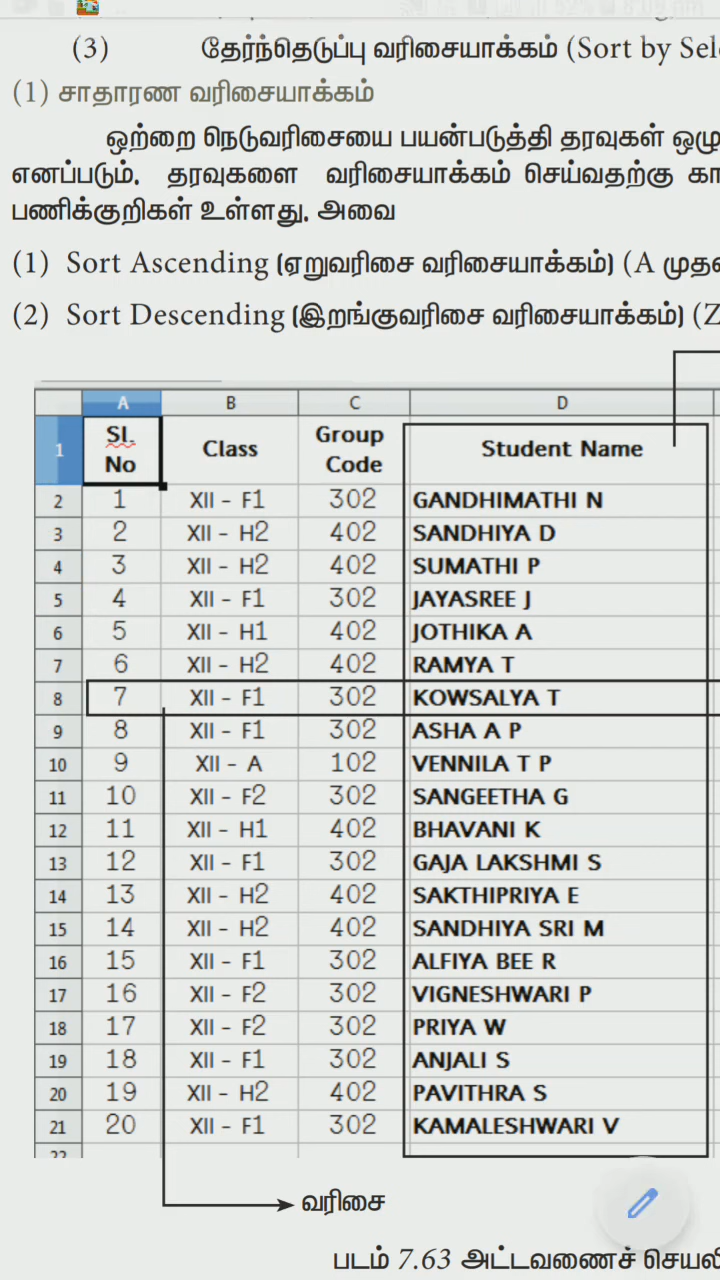 52% 8:09 pm
(3) தேர்ந்தெடுப்பு வரிசையாக்கம் (Sort by Sel
(1) சாதாரண வரிசையாக்கம்
ஒற்றை நெடுவரிசையை பயன்படுத்தி தரவுகள் ஒழு
எனப்படும். தரவுகளை வரிசையாக்கம் செய்வதற்கு கா
பணிக்குறிகள் உள்ளது. அவை
(1) Sort Ascending (ஏறுவரிசை வரிசையாக்கம்) (A முதல
(2) Sort Descending (இறங்குவரிசை வரிசையாக்கம்) (Z
A B C D
1 Sl. No Class Group Code Student Name
2 1 XII - F1 302 GANDHIMATHI N
3 2 XII - H2 402 SANDHIYA D
4 3 XII - H2 402 SUMATHI P
5 4 XII - F1 302 JAYASREE J
6 5 XII - H1 402 JOTHIKA A
7 6 XII - H2 402 RAMYA T
8 7 XII - F1 302 KOWSALYA T
9 8 XII - F1 302 ASHA A P
10 9 XII - A 102 VENNILA T P
11 10 XII - F2 302 SANGEETHA G
12 11 XII - H1 402 BHAVANI K
13 12 XII - F1 302 GAJA LAKSHMI S
14 13 XII - H2 402 SAKTHIPRIYA E
15 14 XII - H2 402 SANDHIYA SRI M
16 15 XII - F1 302 ALFIYA BEE R
17 16 XII - F2 302 VIGNESHWARI P
18 17 XII - F2 302 PRIYA W
19 18 XII - F1 302 ANJALI S
20 19 XII - H2 402 PAVITHRA S
21 20 XII - F1 302 KAMALESHWARI V
22
வரிசை
படம் 7.63 அட்டவணைச் செயலி